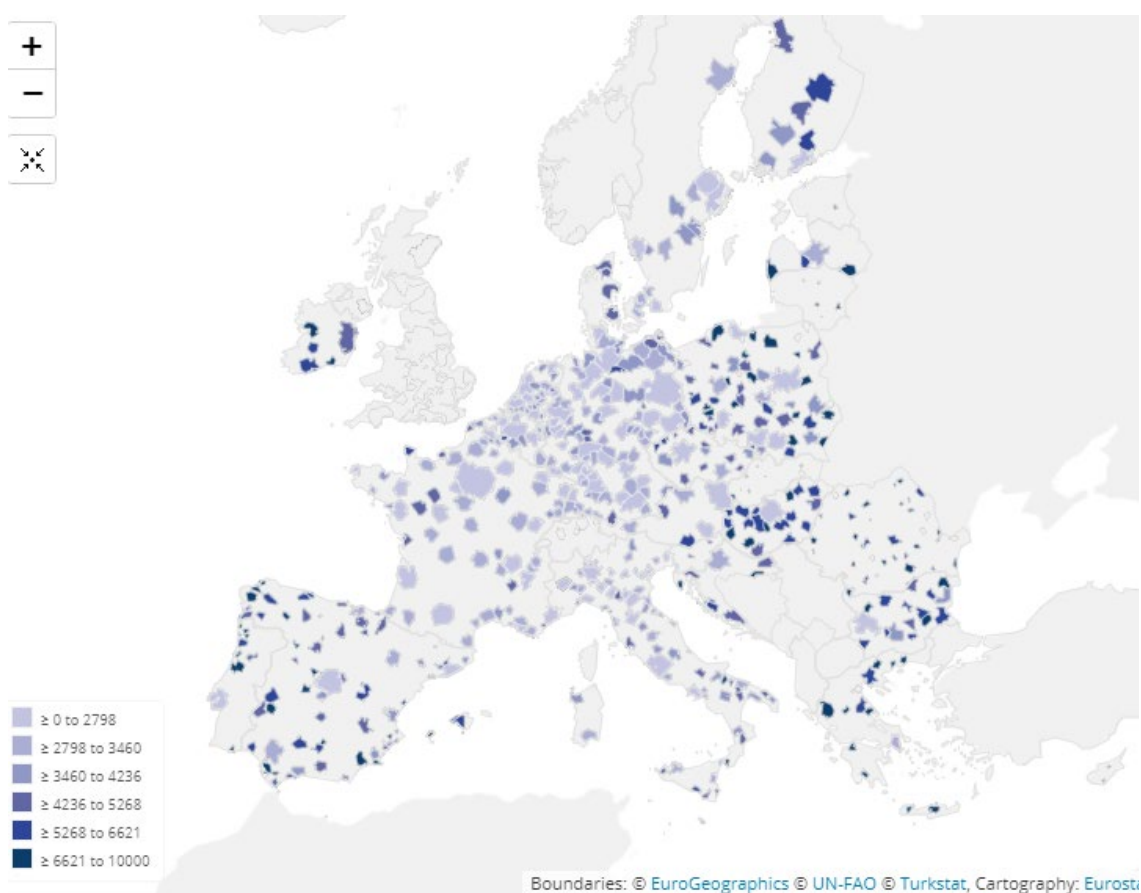 +
−
≥ 0 to 2798
≥ 2798 to 3460
≥ 3460 to 4236
≥ 4236 to 5268
≥ 5268 to 6621
≥ 6621 to 10000
Boundaries: © EuroGeographics © UN-FAO © Turkstat, Cartography: Eurosta